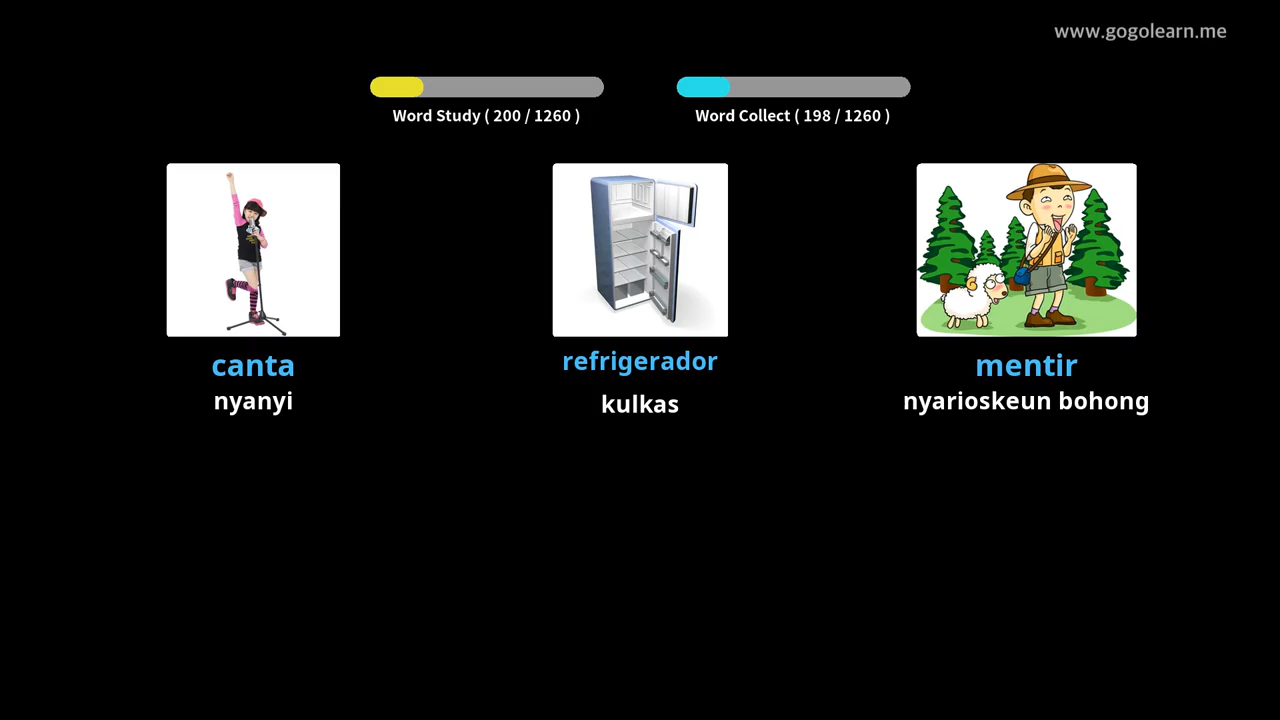 www.gogolearn.me
Word Study ( 200 / 1260 )
Word Collect ( 198 / 1260 )
canta
nyanyi
refrigerador
kulkas
mentir
nyarioskeun bohong